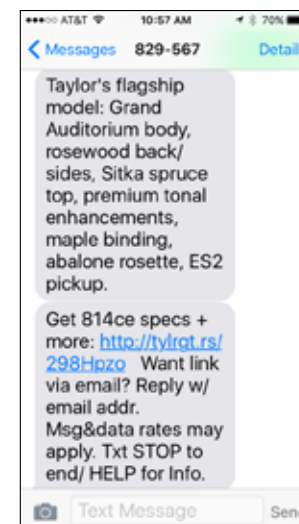 AT&T 10:57 AM 70%
Messages 829-567 Detail
Taylor's flagship
model: Grand
Auditorium body,
rosewood back/
sides, Sitka spruce
top, premium tonal
enhancements,
maple binding,
abalone rosette, ES2
pickup.
Get 814ce specs +
more: http://tylrgt.rs/
298Hpzo Want link
via email? Reply w/
email addr.
Msg&data rates may
apply. Txt STOP to
end/ HELP for Info.
Text Message Send